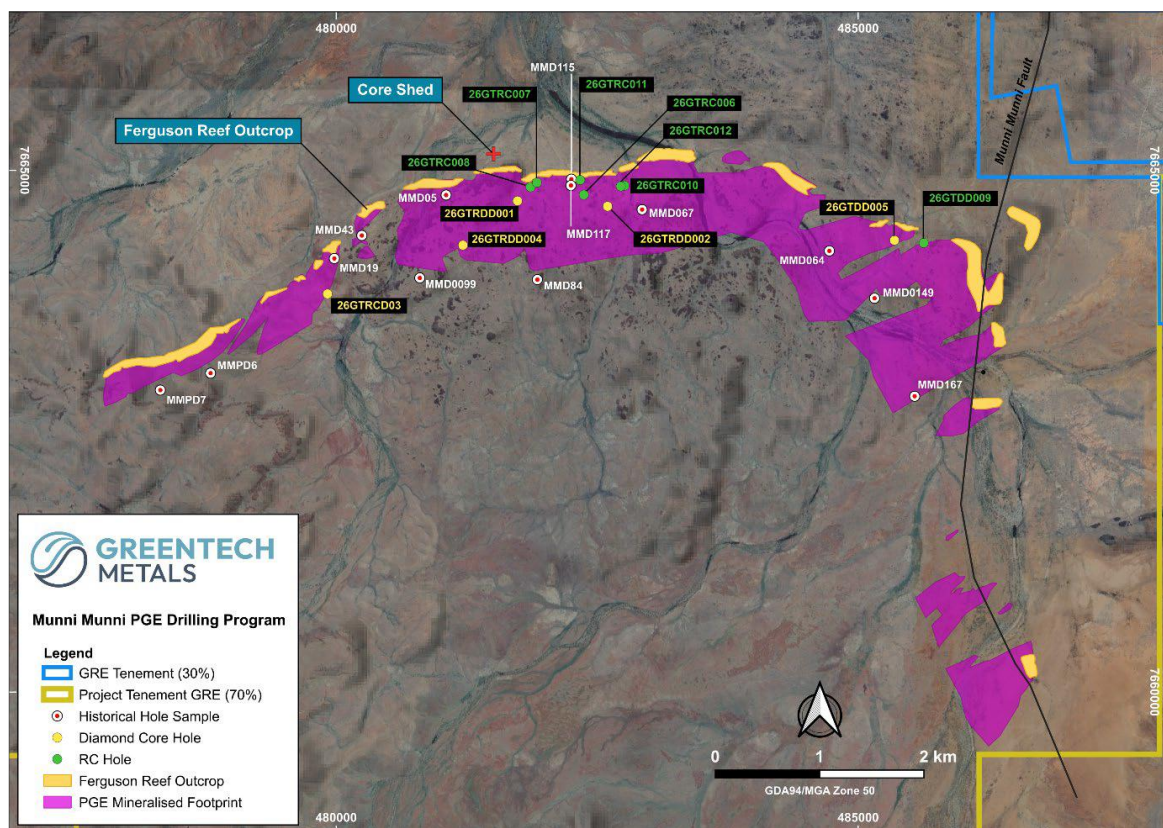 480000
485000
MMD115
26GTRC007
26GTRC011
Core Shed
26GTRC006
26GTRC012
Ferguson Reef Outcrop
Munni Munni Fault
7665000
7665000
26GTRC008
MMD05
26GTRC010
26GTRDD001
MMD067
26GTDD005
26GTDD009
MMD43
MMD117
26GTRDD004
26GTRDD002
MMD19
MMD064
MMD0099
MMD84
26GTRCD03
MMD0149
MMPD6
MMPD7
MMD167
GREENTECH
METALS
Munni Munni PGE Drilling Program
Legend
GRE Tenement (30%)
Project Tenement GRE (70%)
Historical Hole Sample
Diamond Core Hole
RC Hole
Ferguson Reef Outcrop
PGE Mineralised Footprint
7660000
0 1 2 km
GDA94/MGA Zone 50
480000
485000